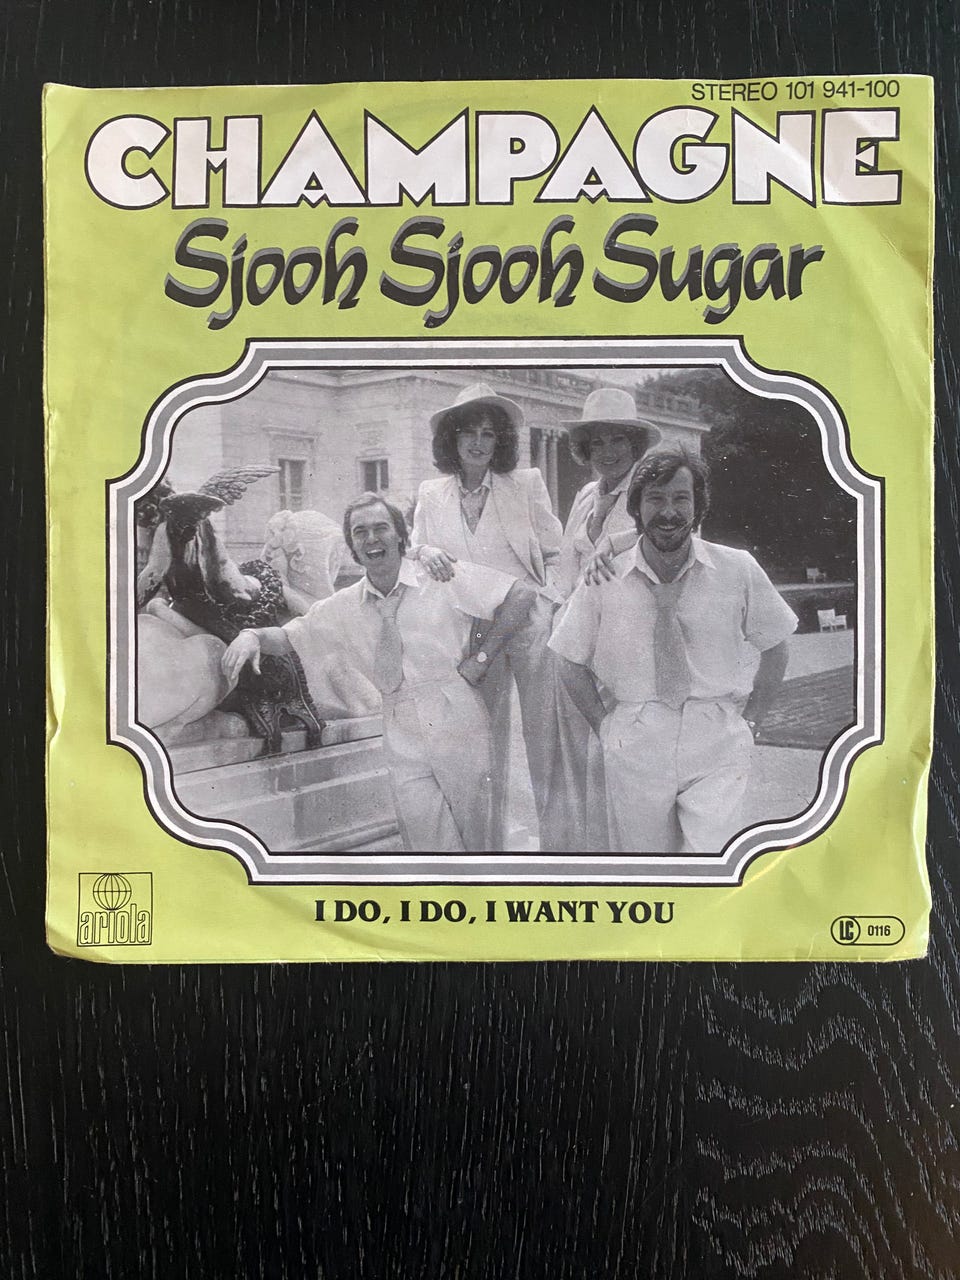 STEREO 101 941-100
CHAMPAGNE
Sjooh Sjooh Sugar
ariola
I DO, I DO, I WANT YOU
LC 0116